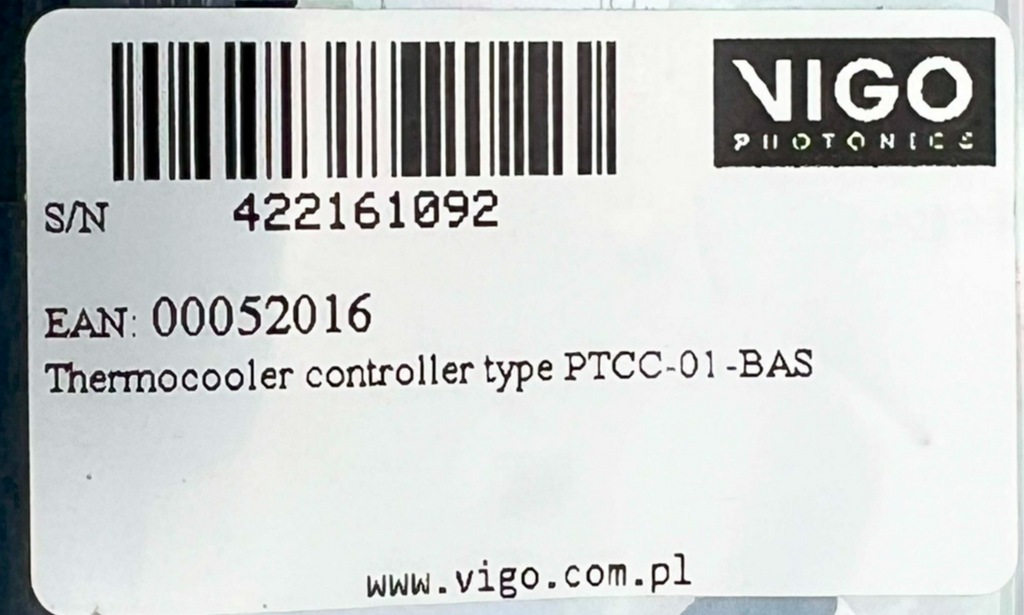 VIGO
PHOTONICS
S/N 422161092
EAN: 00052016
Thermocooler controller type PTCC-01-BAS
www.vigo.com.pl